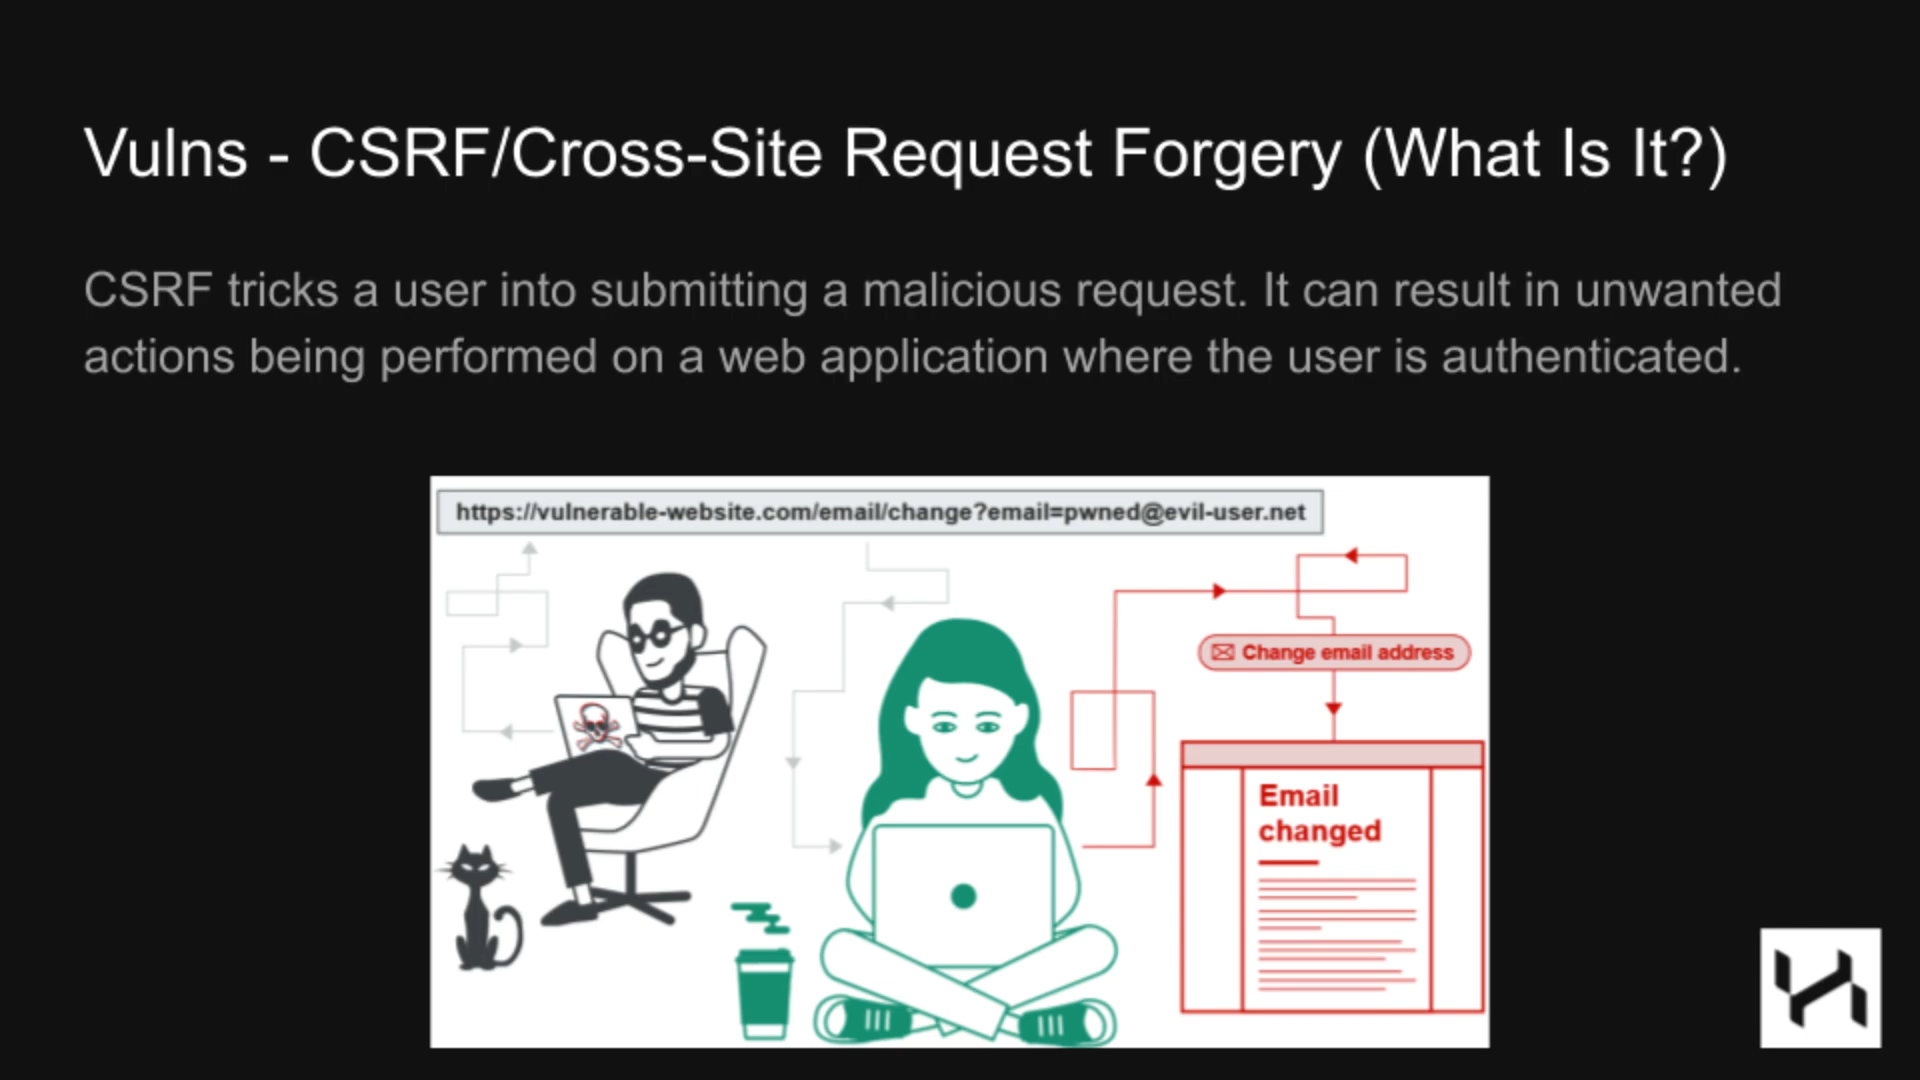 Vulns - CSRF/Cross-Site Request Forgery (What Is It?)
CSRF tricks a user into submitting a malicious request. It can result in unwanted
actions being performed on a web application where the user is authenticated.
https://vulnerable-website.com/email/change?email=pwned@evil-user.net
Change email address
Email
changed